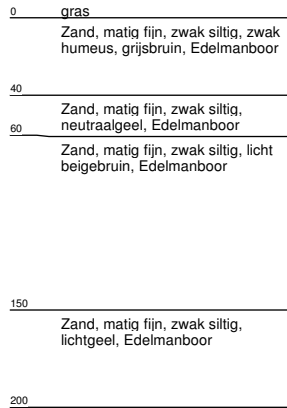 0 gras
Zand, matig fijn, zwak siltig, zwak
humeus, grijsbruin, Edelmanboor
40
Zand, matig fijn, zwak siltig,
neutraalgeel, Edelmanboor
60
Zand, matig fijn, zwak siltig, licht
beigebruin, Edelmanboor
150
Zand, matig fijn, zwak siltig,
lichtgeel, Edelmanboor
200